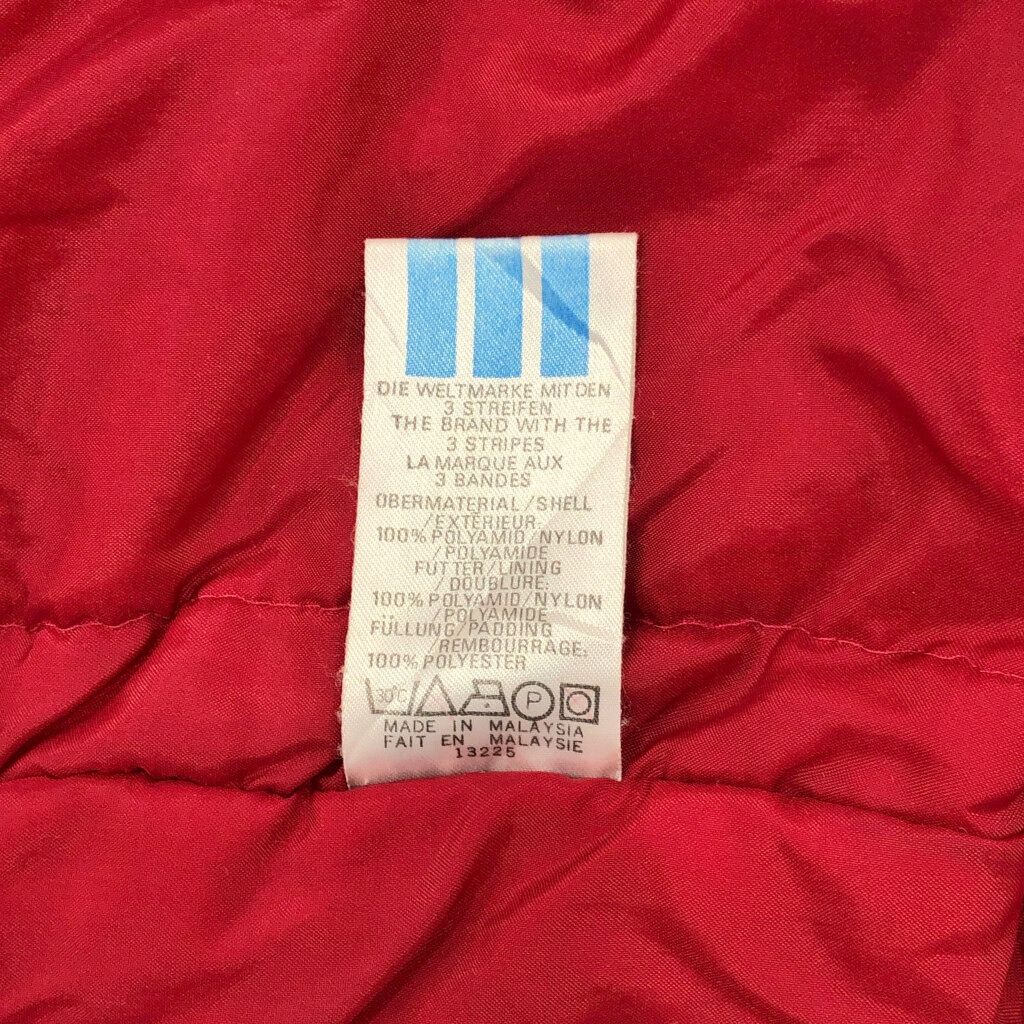 DIE WELTMARKE MIT DEN
3 STREIFEN
THE BRAND WITH THE
3 STRIPES
LA MARQUE AUX
3 BANDES
OBERMATERIAL/SHELL
/EXTÉRIEUR:
100% POLYAMID/NYLON
/POLYAMIDE
FUTTER/LINING
/DOUBLURE:
100% POLYAMID/NYLON
/POLYAMIDE
FÜLLUNG/PADDING
/REMBOURRAGE:
100% POLYESTER
30°C P
MADE IN MALAYSIA
FAIT EN MALAYSIE
13225